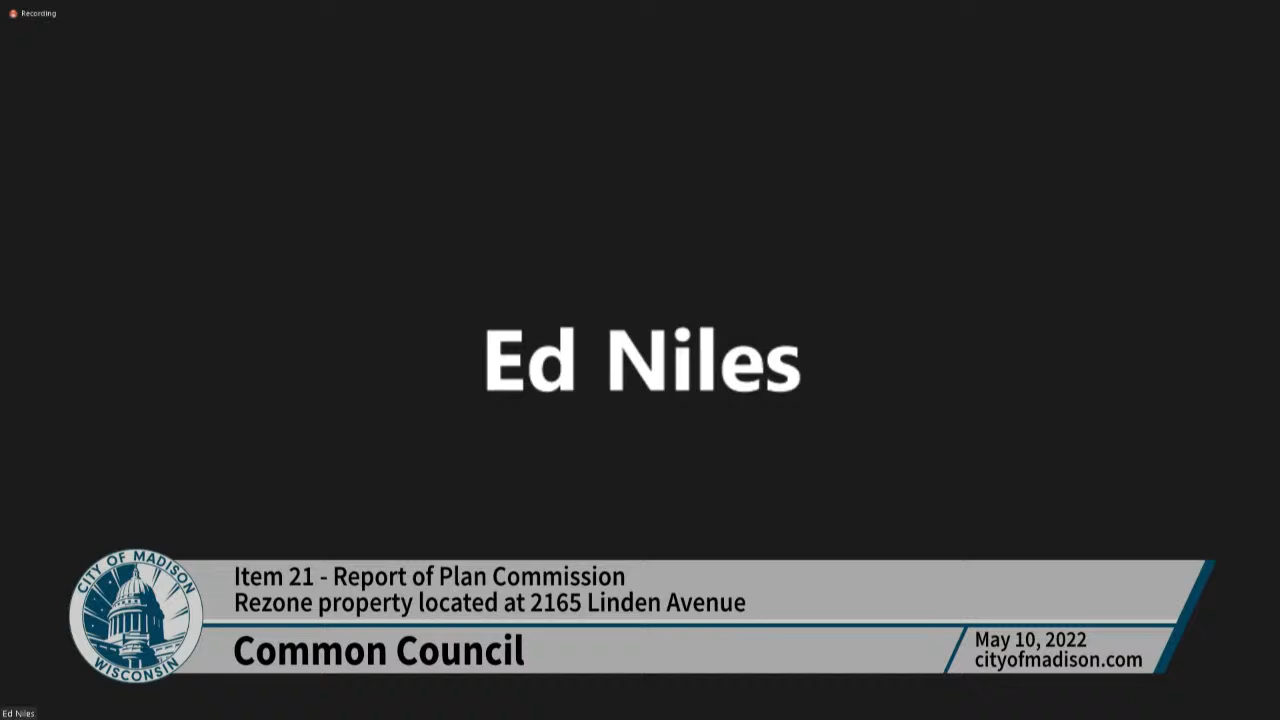 Recording
Ed Niles
CITY OF MADISON
WISCONSIN
Item 21 - Report of Plan Commission
Rezone property located at 2165 Linden Avenue
Common Council
May 10, 2022
cityofmadison.com
Ed Niles